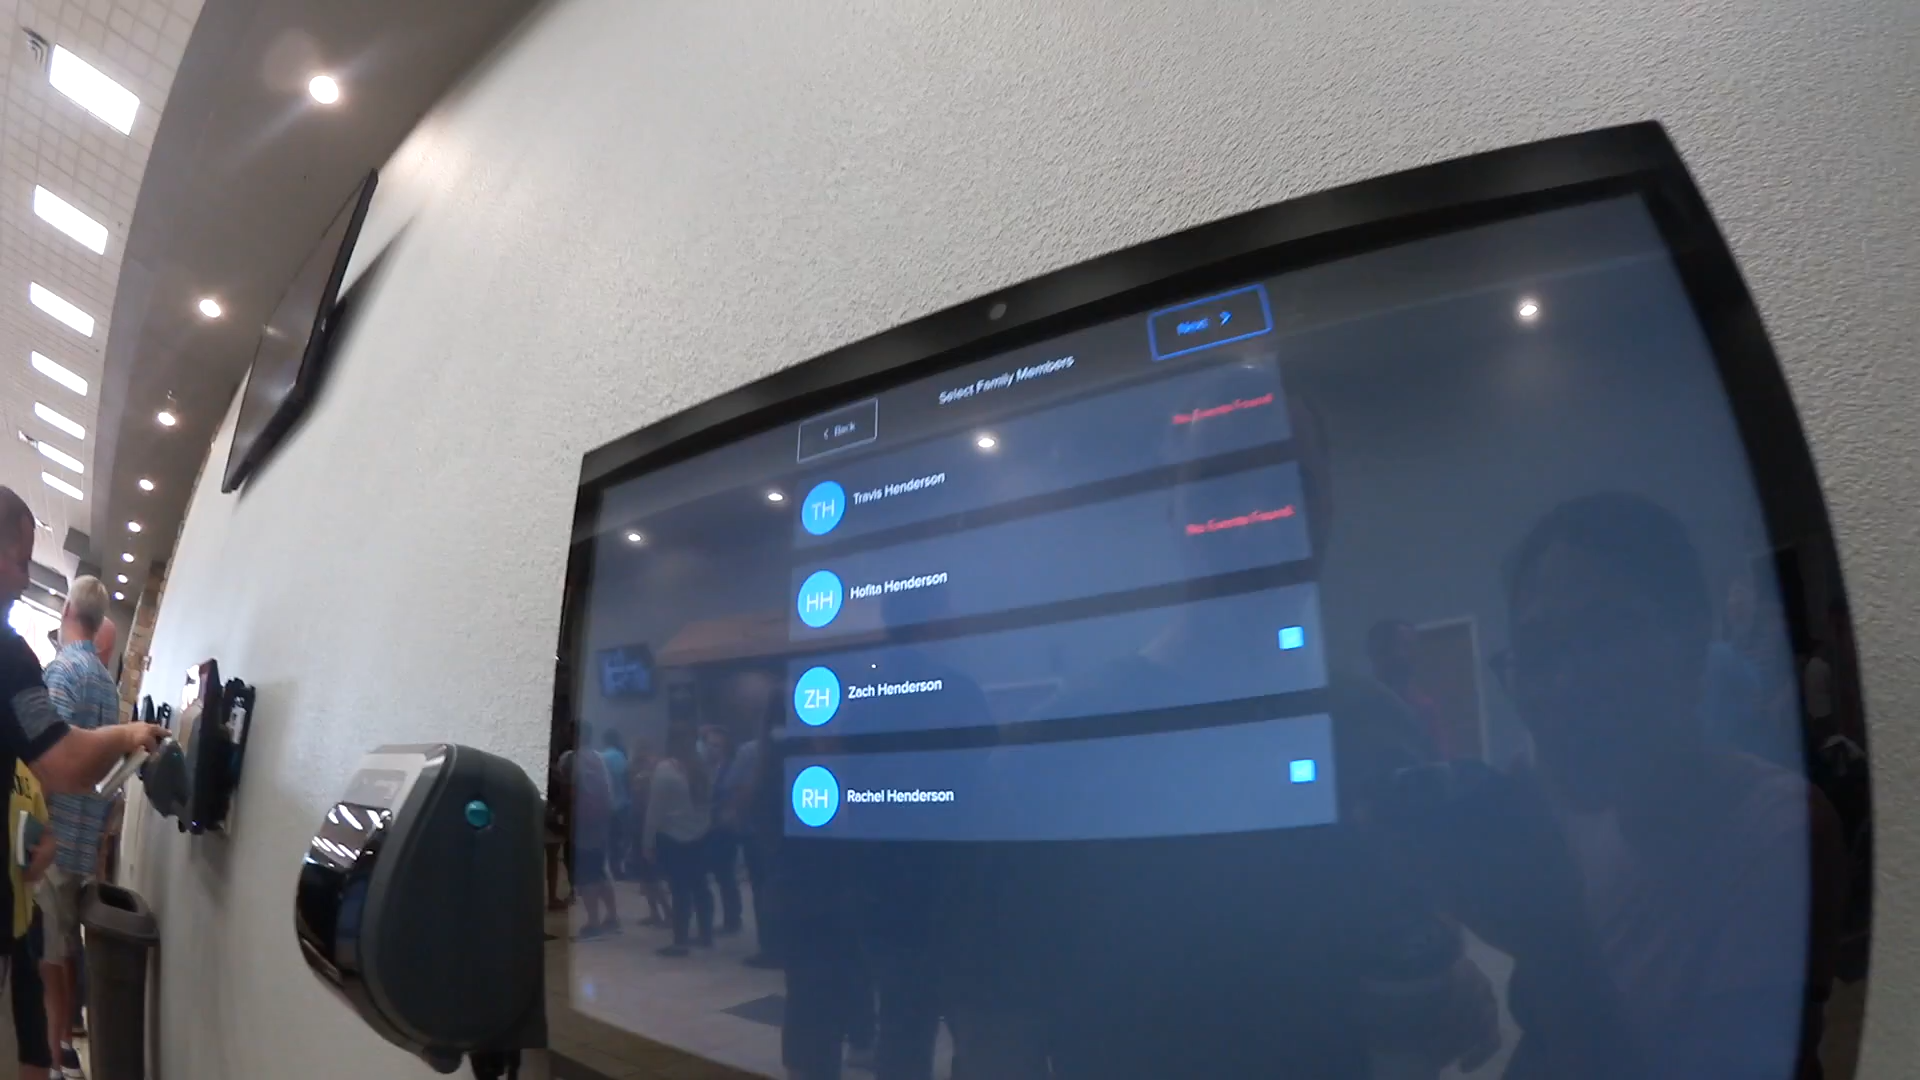 Next >
Select Family Members
< Back
No Events Found
TH Travis Henderson
No Events Found
HH Hofita Henderson
ZH Zach Henderson
RH Rachel Henderson